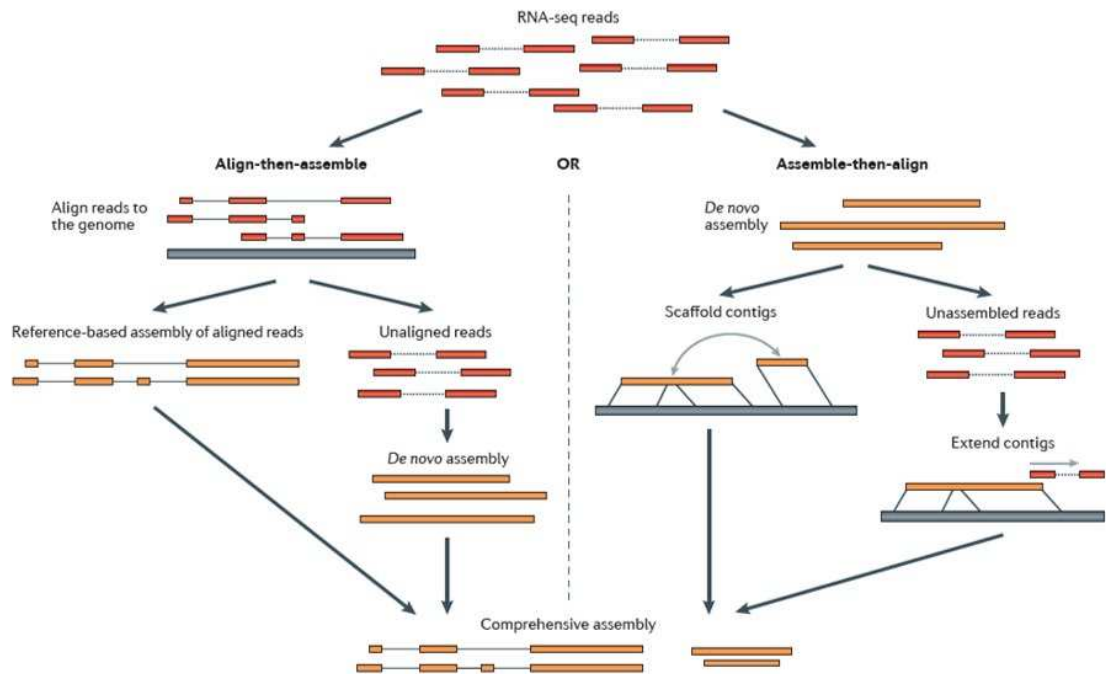 RNA-seq reads
Align-then-assemble
OR
Assemble-then-align
Align reads to
the genome
De novo
assembly
Reference-based assembly of aligned reads
Unaligned reads
Scaffold contigs
Unassembled reads
De novo assembly
Extend contigs
Comprehensive assembly